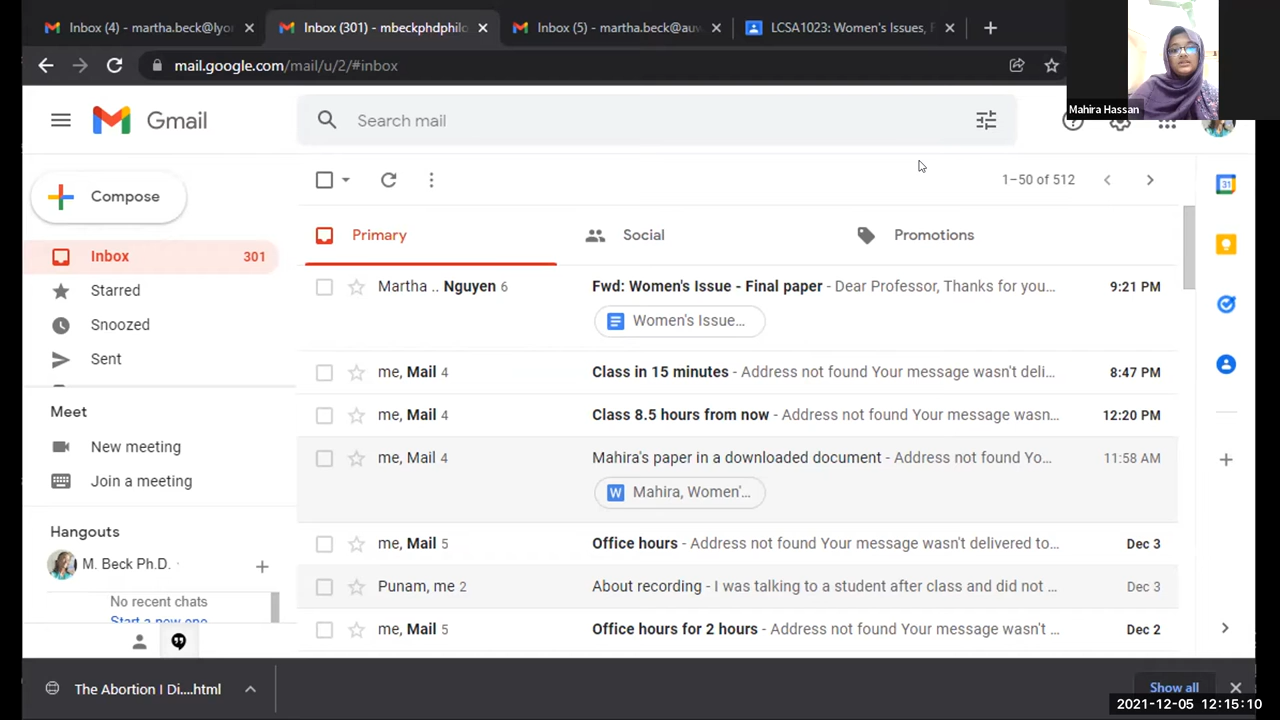 Inbox (4) - martha.beck@lyo
Inbox (301) - mbeckphdphilo
Inbox (5) - martha.beck@auw
LCSA1023: Women's Issues, F
mail.google.com/mail/u/2/#inbox
Mahira Hassan
Gmail
Search mail
Compose
1–50 of 512
31
Primary
Social
Promotions
Inbox 301
Starred
Snoozed
Sent
Martha .. Nguyen 6 Fwd: Women's Issue - Final paper - Dear Professor, Thanks for you... 9:21 PM
Women's Issue...
me, Mail 4 Class in 15 minutes - Address not found Your message wasn't deli... 8:47 PM
me, Mail 4 Class 8.5 hours from now - Address not found Your message wasn... 12:20 PM
me, Mail 4 Mahira's paper in a downloaded document - Address not found Yo... 11:58 AM
W Mahira, Women'...
me, Mail 5 Office hours - Address not found Your message wasn't delivered to... Dec 3
Punam, me 2 About recording - I was talking to a student after class and did not ... Dec 3
me, Mail 5 Office hours for 2 hours - Address not found Your message wasn't ... Dec 2
Meet
New meeting
Join a meeting
Hangouts
M. Beck Ph.D.
No recent chats
Start a new one
The Abortion I Di....html
Show all
2021-12-05 12:15:10